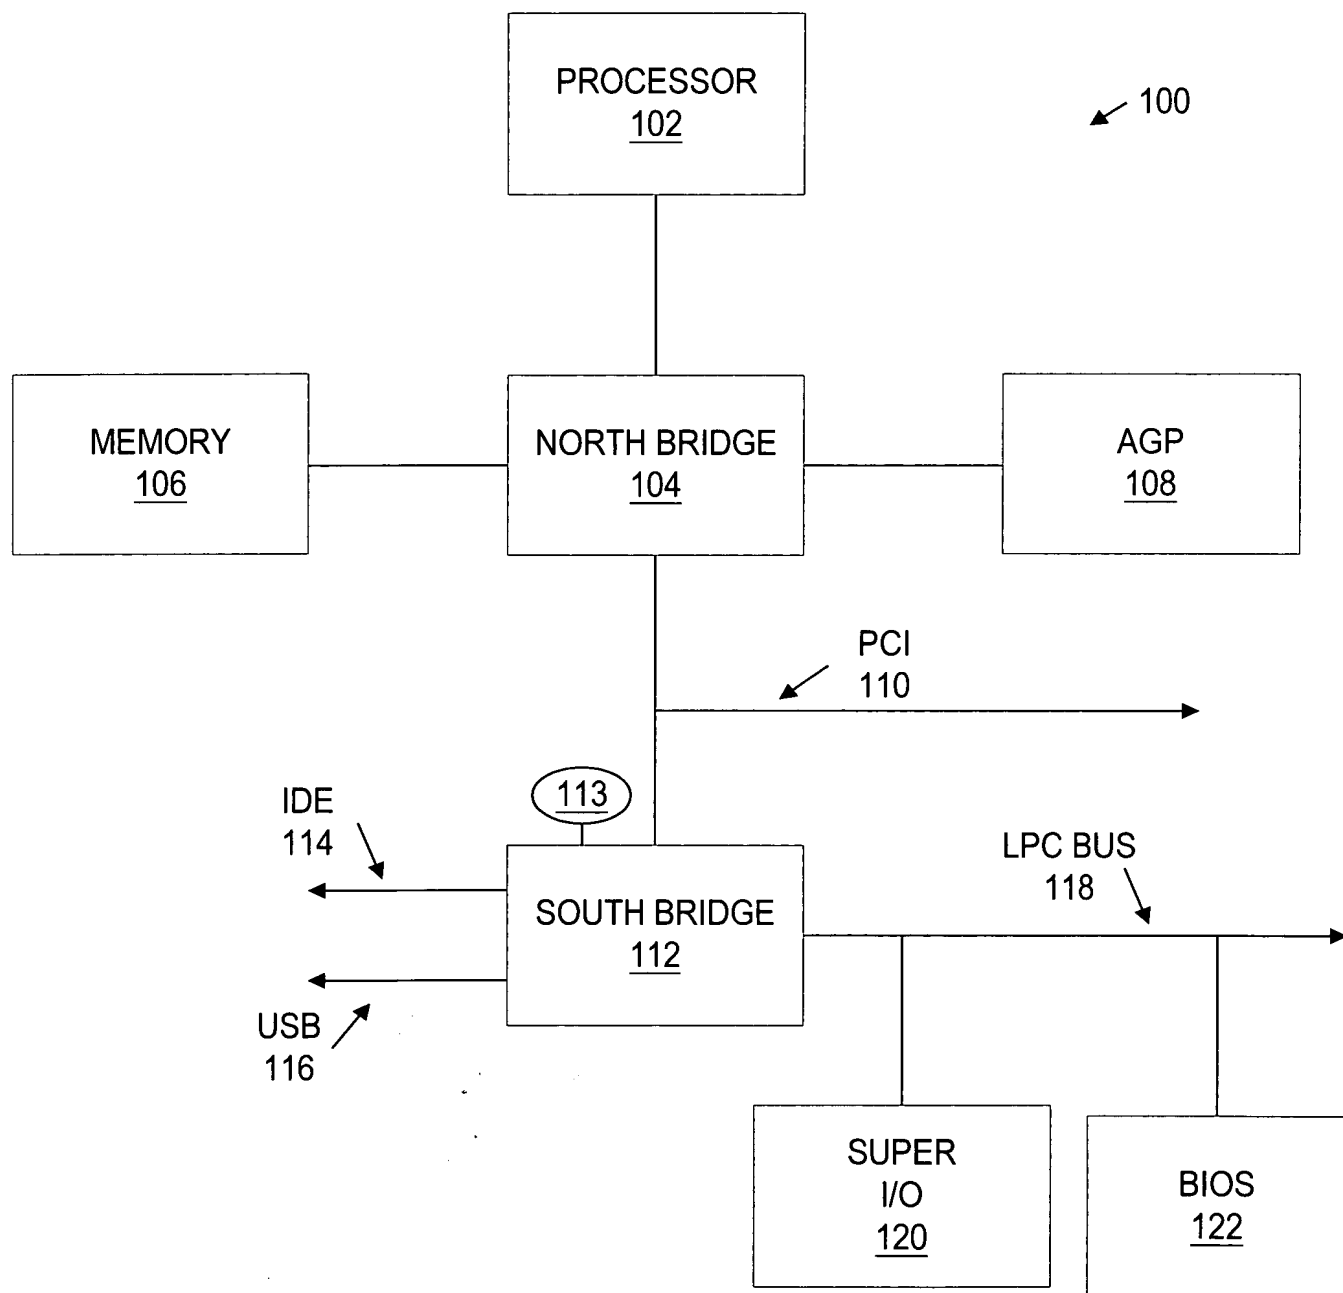 PROCESSOR
102
100
MEMORY
106
NORTH BRIDGE
104
AGP
108
PCI
110
113
IDE
114
LPC BUS
118
SOUTH BRIDGE
112
USB
116
SUPER
I/O
120
BIOS
122